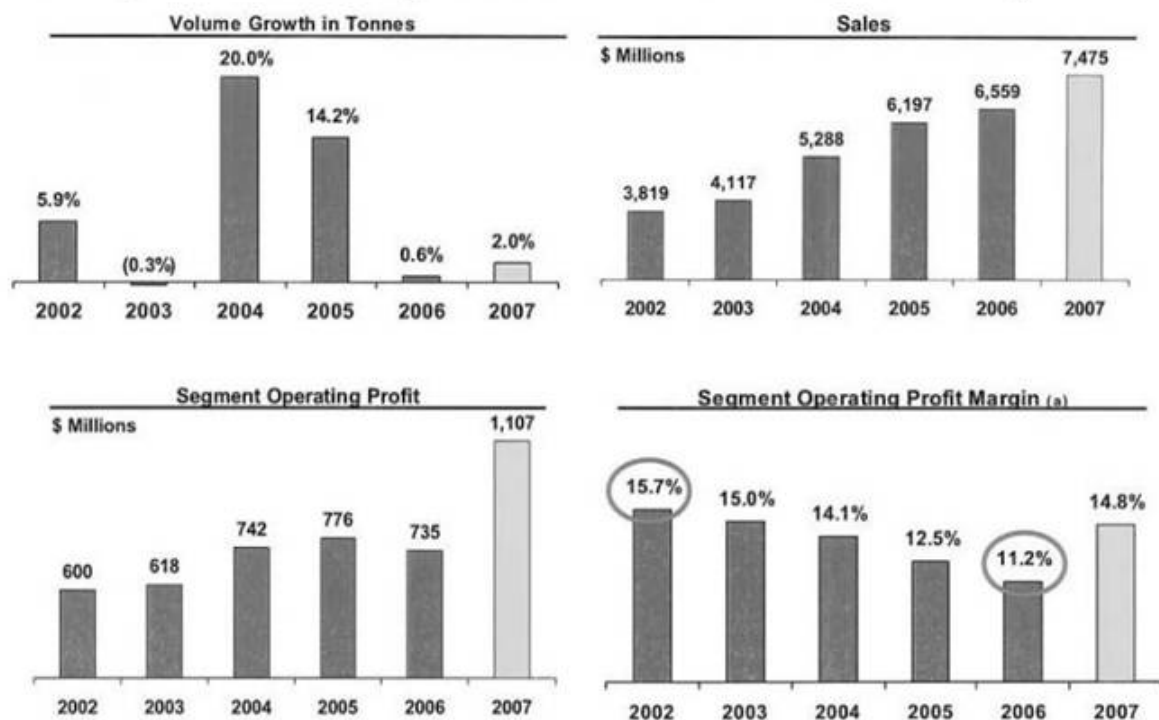 Volume Growth in Tonnes
20.0%
14.2%
5.9%
(0.3%)
0.6%
2.0%
2002 2003 2004 2005 2006 2007
Sales
$ Millions
7,475
6,559
6,197
5,288
4,117
3,819
2002 2003 2004 2005 2006 2007
Segment Operating Profit
$ Millions
1,107
742
776
735
600
618
2002 2003 2004 2005 2006 2007
Segment Operating Profit Margin (a)
15.7%
15.0%
14.1%
12.5%
11.2%
14.8%
2002 2003 2004 2005 2006 2007